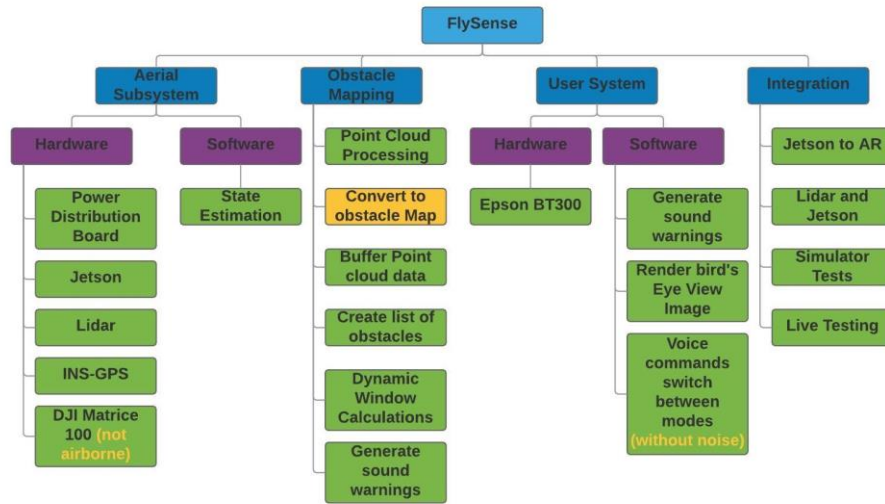 FlySense
Aerial
Subsystem
Obstacle
Mapping
User System
Integration
Hardware
Software
Power
Distribution
Board
Jetson
Lidar
INS-GPS
DJI Matrice
100 (not
airborne)
State
Estimation
Point Cloud
Processing
Convert to
obstacle Map
Buffer Point
cloud data
Create list of
obstacles
Dynamic
Window
Calculations
Generate
sound
warnings
Hardware
Software
Epson BT300
Generate
sound
warnings
Render bird's
Eye View
Image
Voice
commands
switch
between
modes
(without noise)
Jetson to AR
Lidar and
Jetson
Simulator
Tests
Live Testing